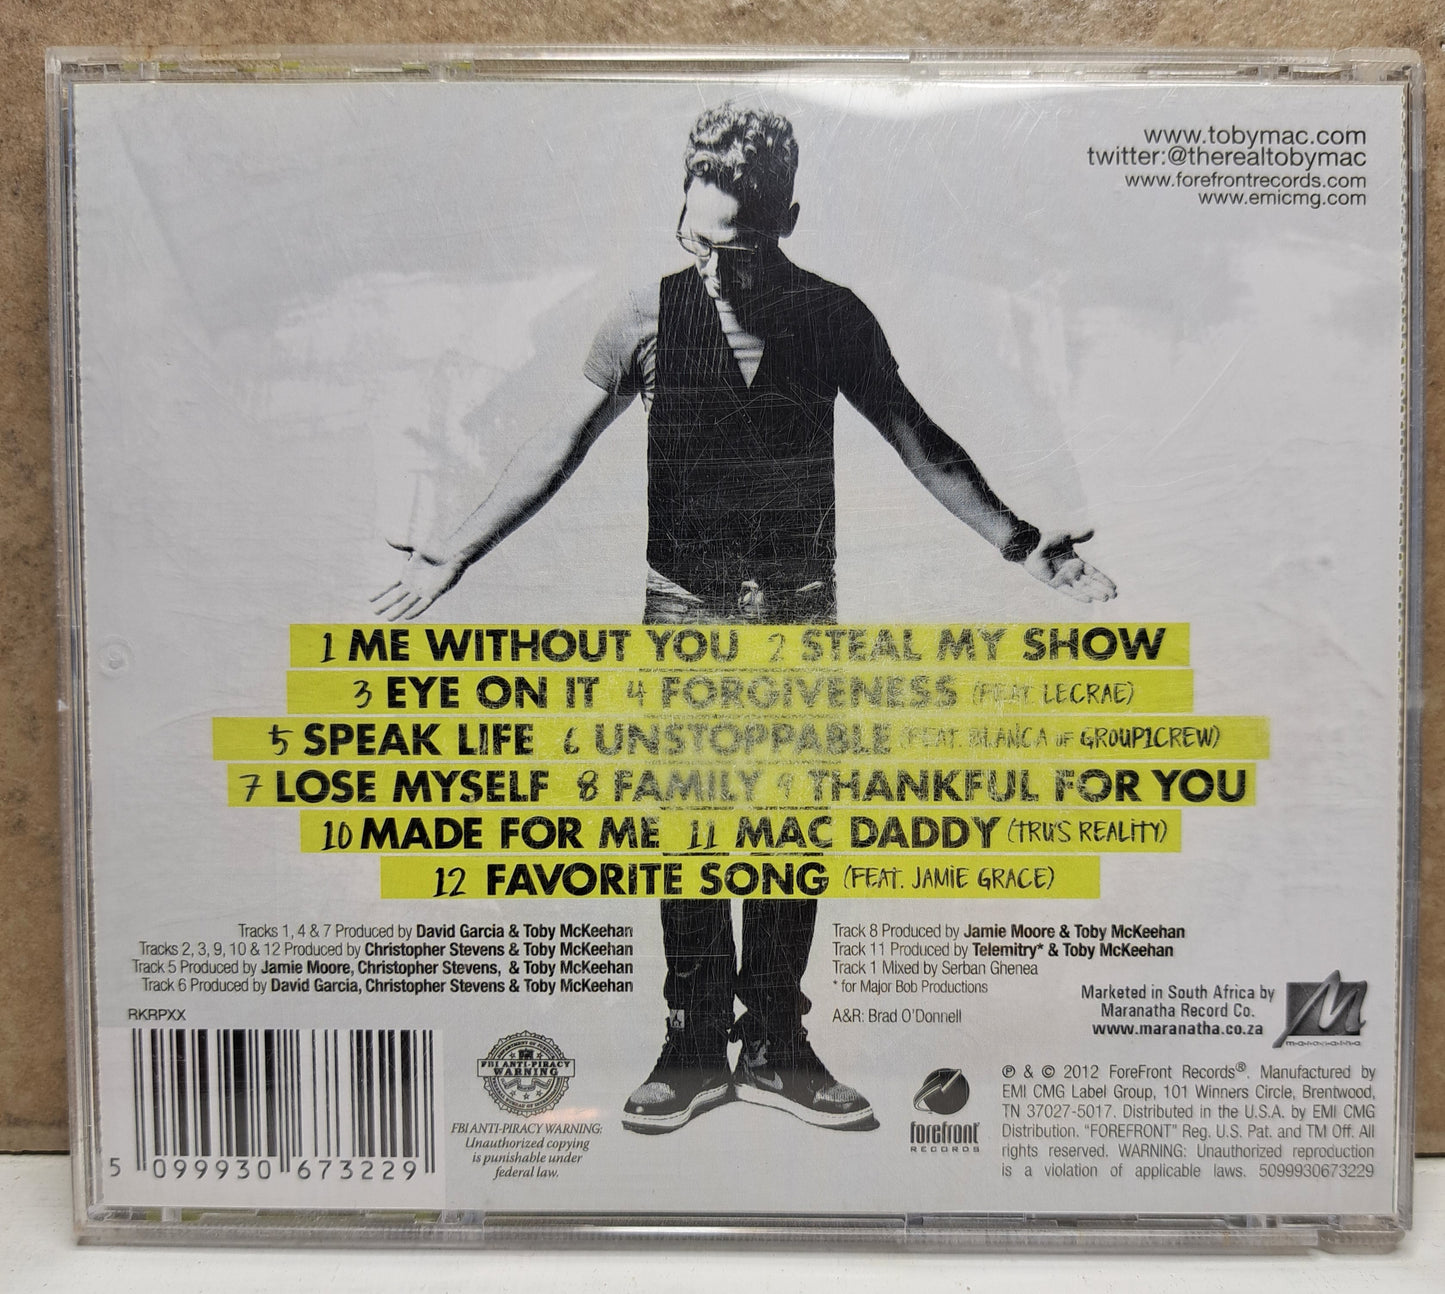 www.tobymac.com
twitter:@therealtobymac
www.forefrontrecords.com
www.emicmg.com
1 ME WITHOUT YOU 2 STEAL MY SHOW
3 EYE ON IT 4 FORGIVENESS (FEAT. LECRAE)
5 SPEAK LIFE 6 UNSTOPPABLE (FEAT. BLANCA OF GROUP1CREW)
7 LOSE MYSELF 8 FAMILY 9 THANKFUL FOR YOU
10 MADE FOR ME 11 MAC DADDY (TRU'S REALITY)
12 FAVORITE SONG (FEAT. JAMIE GRACE)
Tracks 1, 4 & 7 Produced by David Garcia & Toby McKeehan
Tracks 2, 3, 9, 10 & 12 Produced by Christopher Stevens & Toby McKeehan
Track 5 Produced by Jamie Moore, Christopher Stevens, & Toby McKeehan
Track 6 Produced by David Garcia, Christopher Stevens & Toby McKeehan
Track 8 Produced by Jamie Moore & Toby McKeehan
Track 11 Produced by Telemitry* & Toby McKeehan
Track 1 Mixed by Serban Ghenea
* for Major Bob Productions
A&R: Brad O'Donnell
Marketed in South Africa by
Maranatha Record Co.
www.maranatha.co.za
M
maranatha
RKRPXX
5 099930 673229
FBI ANTI-PIRACY
WARNING
FBI ANTI-PIRACY WARNING:
Unauthorized copying
is punishable under
federal law.
forefront
RECORDS
℗ & © 2012 ForeFront Records®. Manufactured by
EMI CMG Label Group, 101 Winners Circle, Brentwood,
TN 37027-5017. Distributed in the U.S.A. by EMI CMG
Distribution. "FOREFRONT" Reg. U.S. Pat. and TM Off. All
rights reserved. WARNING: Unauthorized reproduction
is a violation of applicable laws. 5099930673229